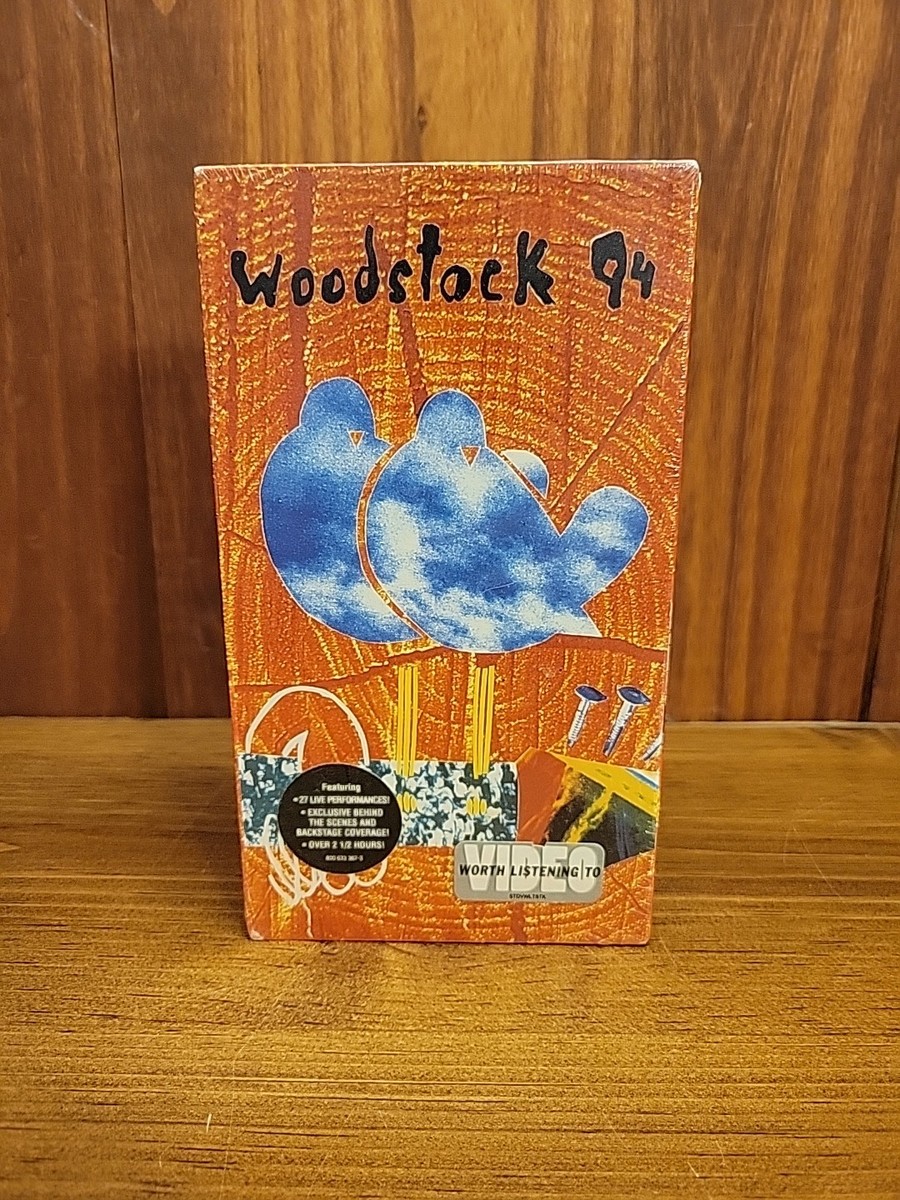 Woodstock 94
Featuring
• 27 LIVE PERFORMANCES!
• EXCLUSIVE BEHIND
THE SCENES AND
BACKSTAGE COVERAGE!
• OVER 2 1/2 HOURS!
VIDEO
WORTH LISTENING TO